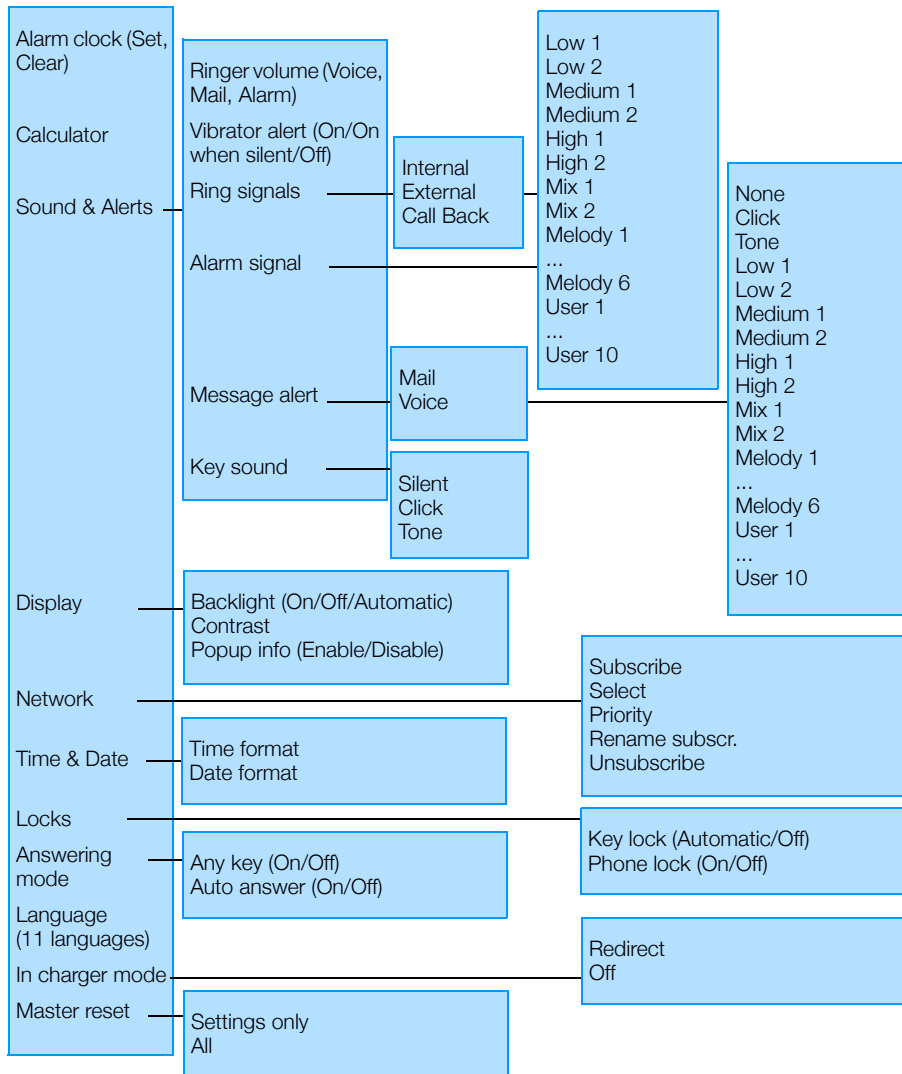 Alarm clock (Set,
Clear)
Calculator
Sound & Alerts
Display
Network
Time & Date
Locks
Answering
mode
Language
(11 languages)
In charger mode
Master reset
Ringer volume (Voice,
Mail, Alarm)
Vibrator alert (On/On
when silent/Off)
Ring signals
Alarm signal
Message alert
Key sound
Internal
External
Call Back
Low 1
Low 2
Medium 1
Medium 2
High 1
High 2
Mix 1
Mix 2
Melody 1
...
Melody 6
User 1
...
User 10
Mail
Voice
None
Click
Tone
Low 1
Low 2
Medium 1
Medium 2
High 1
High 2
Mix 1
Mix 2
Melody 1
...
Melody 6
User 1
...
User 10
Silent
Click
Tone
Backlight (On/Off/Automatic)
Contrast
Popup info (Enable/Disable)
Subscribe
Select
Priority
Rename subscr.
Unsubscribe
Time format
Date format
Key lock (Automatic/Off)
Phone lock (On/Off)
Any key (On/Off)
Auto answer (On/Off)
Redirect
Off
Settings only
All